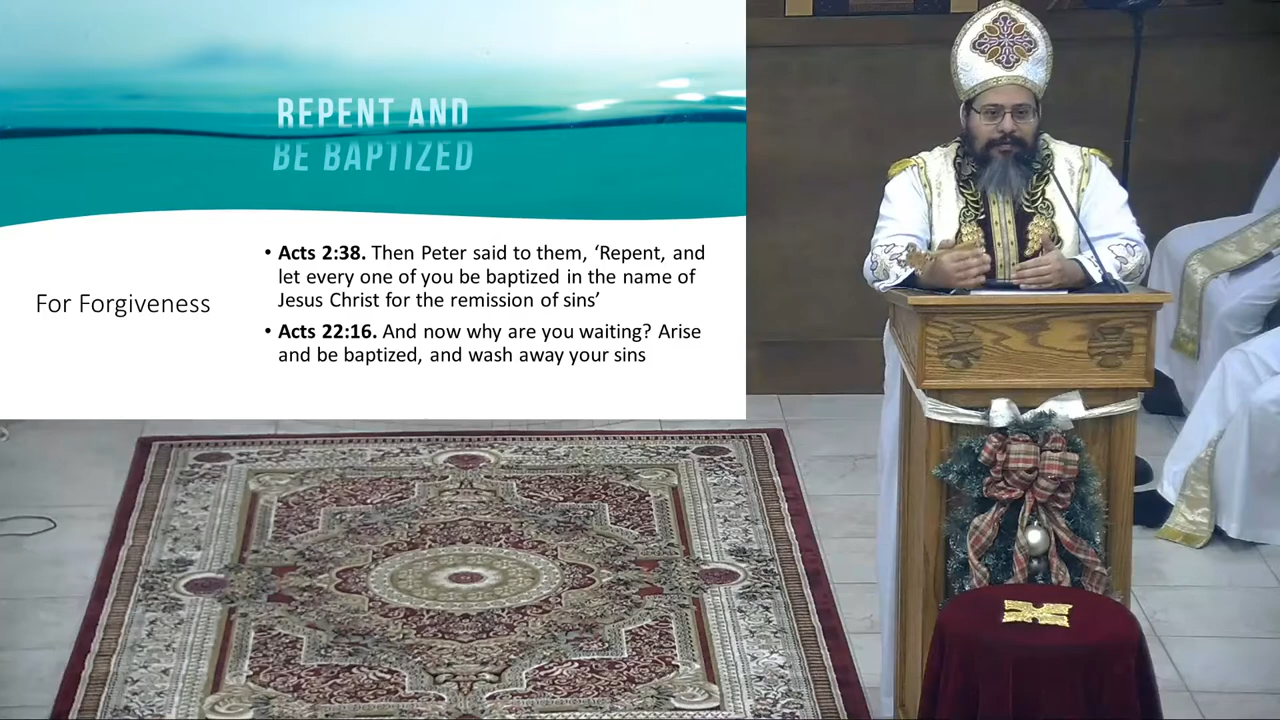 REPENT AND
BE BAPTIZED
For Forgiveness
• Acts 2:38. Then Peter said to them, ‘Repent, and
let every one of you be baptized in the name of
Jesus Christ for the remission of sins’
• Acts 22:16. And now why are you waiting? Arise
and be baptized, and wash away your sins